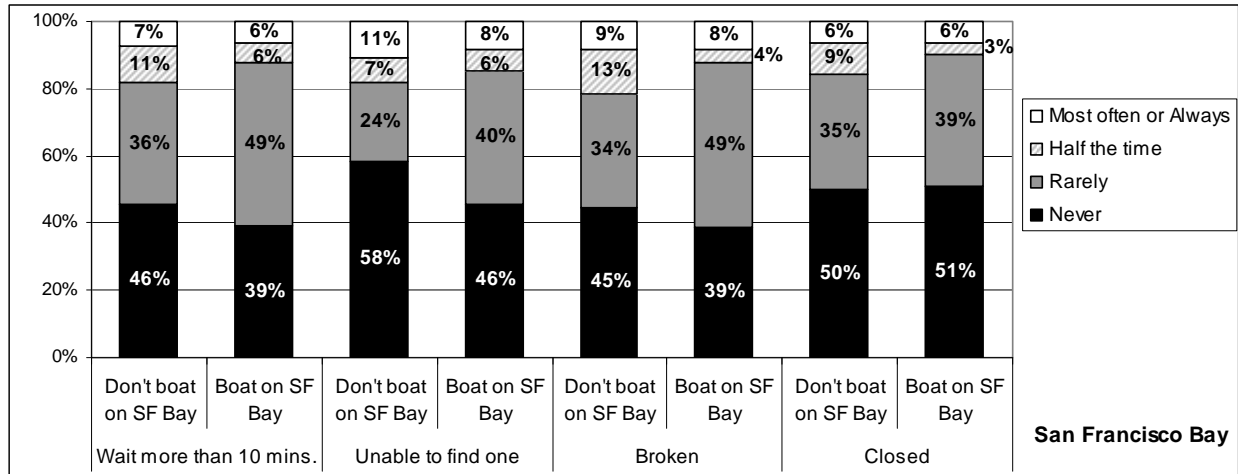 100%
80%
60%
40%
20%
0%
7% 6% 11% 8% 9% 8% 6% 6%
11% 6% 7% 6% 13% 4% 9% 3%
36% 49% 24% 40% 34% 49% 35% 39%
46% 39% 58% 46% 45% 39% 50% 51%
Most often or Always
Half the time
Rarely
Never
Don't boat Boat on SF Don't boat Boat on SF Don't boat Boat on SF Don't boat Boat on SF
on SF Bay Bay on SF Bay Bay on SF Bay Bay on SF Bay Bay
Wait more than 10 mins. Unable to find one Broken Closed
San Francisco Bay